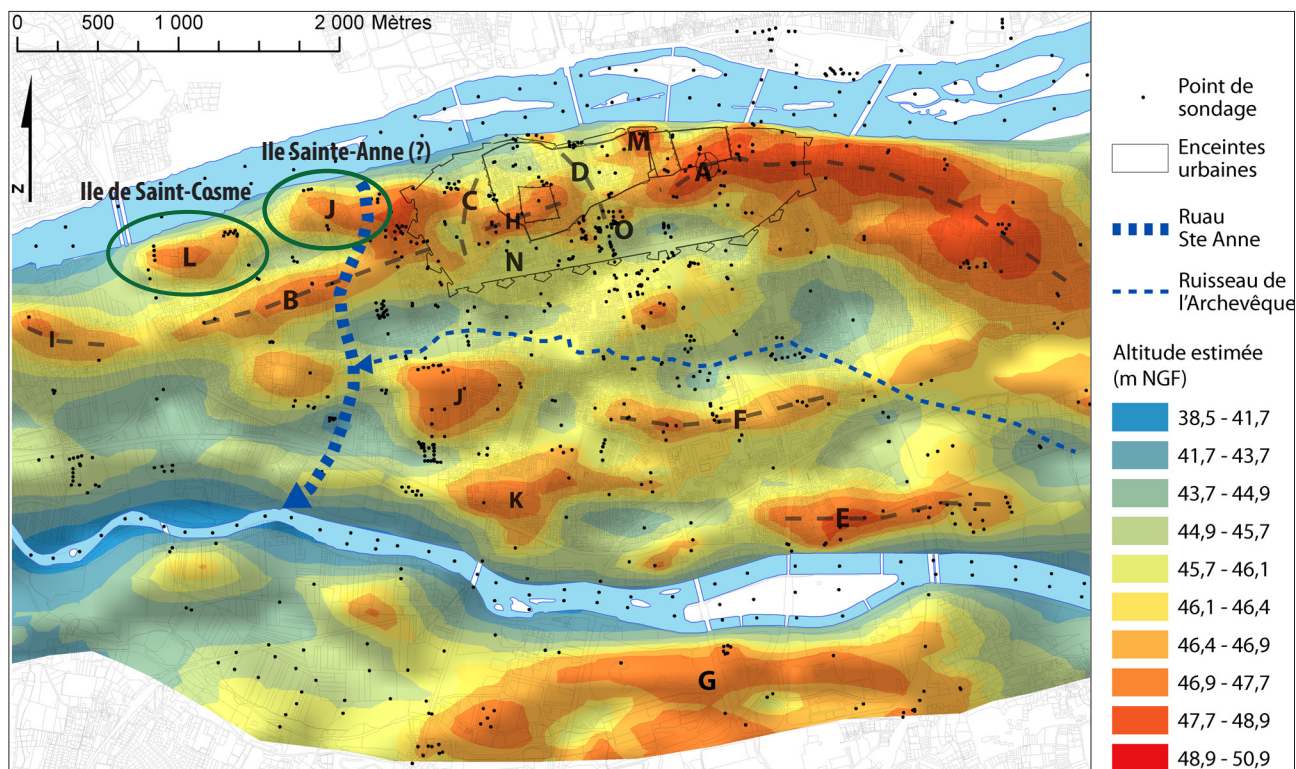 0 500 1 000 2 000 Mètres
N
Ile Sainte-Anne (?)
Ile de Saint-Cosme
M
D
A
J
C
H
O
L
N
B
I
J
F
K
E
G
Point de
sondage
Enceintes
urbaines
Ruau
Ste Anne
Ruisseau de
l'Archevêque
Altitude estimée
(m NGF)
38,5 - 41,7
41,7 - 43,7
43,7 - 44,9
44,9 - 45,7
45,7 - 46,1
46,1 - 46,4
46,4 - 46,9
46,9 - 47,7
47,7 - 48,9
48,9 - 50,9